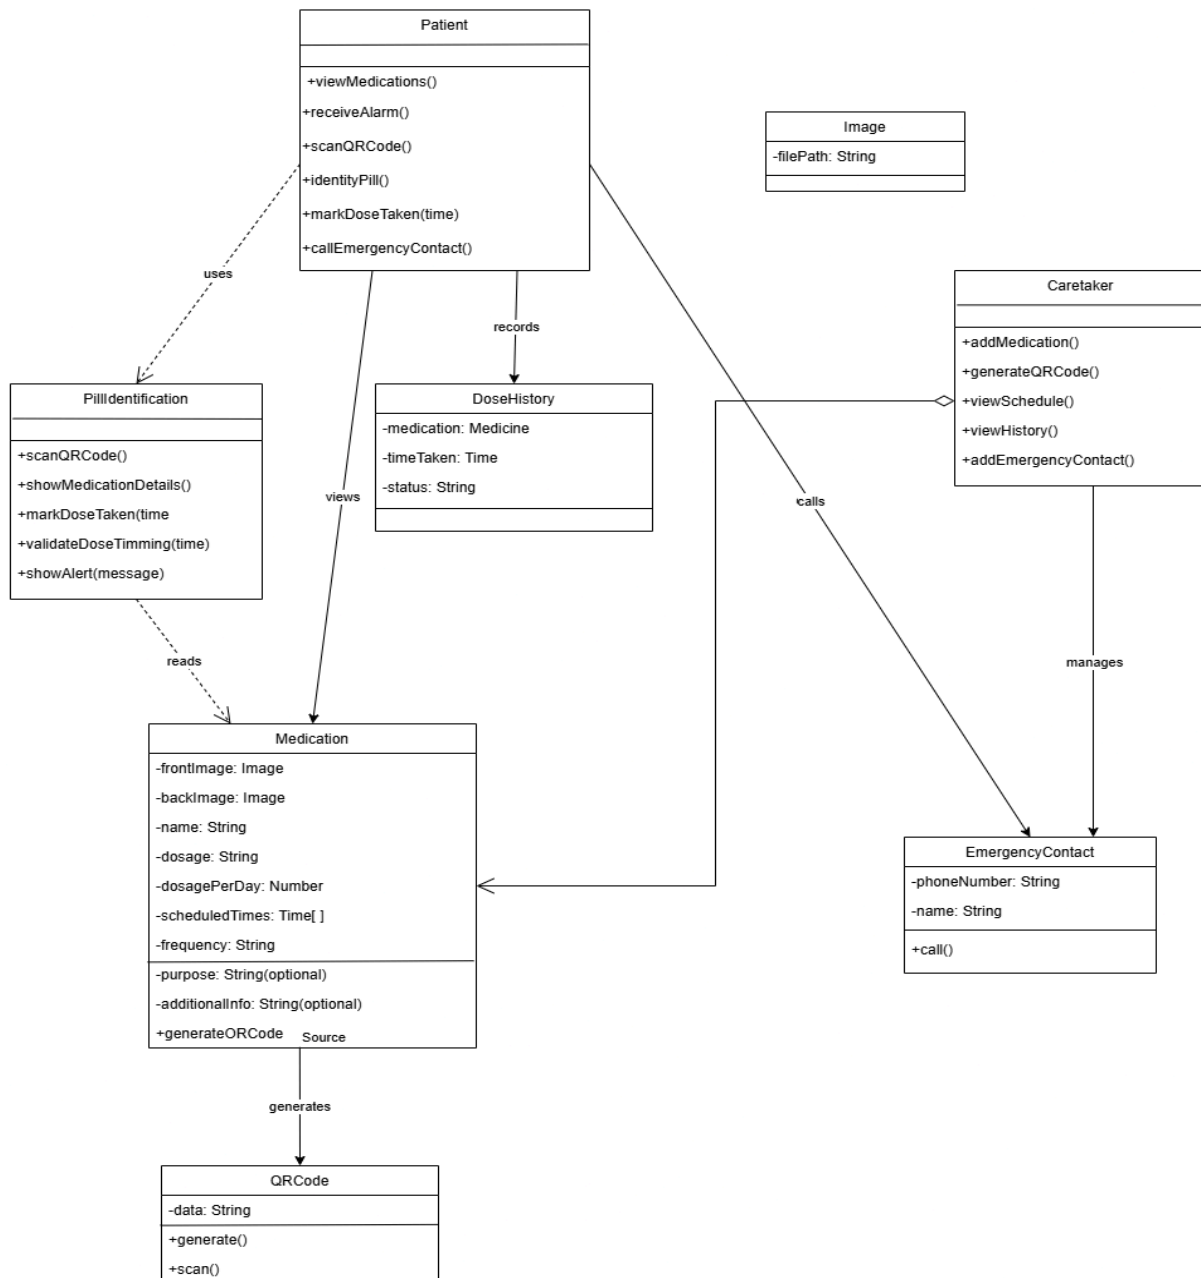 Patient
+viewMedications()
+receiveAlarm()
+scanQRCode()
+identityPill()
+markDoseTaken(time)
+callEmergencyContact()
Image
-filePath: String
Caretaker
+addMedication()
+generateQRCode()
+viewSchedule()
+viewHistory()
+addEmergencyContact()
uses
records
PillIdentification
+scanQRCode()
+showMedicationDetails()
+markDoseTaken(time
+validateDoseTimming(time)
+showAlert(message)
DoseHistory
-medication: Medicine
-timeTaken: Time
-status: String
views
calls
reads
manages
Medication
-frontImage: Image
-backImage: Image
-name: String
-dosage: String
-dosagePerDay: Number
-scheduledTimes: Time[ ]
-frequency: String
-purpose: String(optional)
-additionalInfo: String(optional)
+generateORCode
Source
EmergencyContact
-phoneNumber: String
-name: String
+call()
generates
QRCode
-data: String
+generate()
+scan()